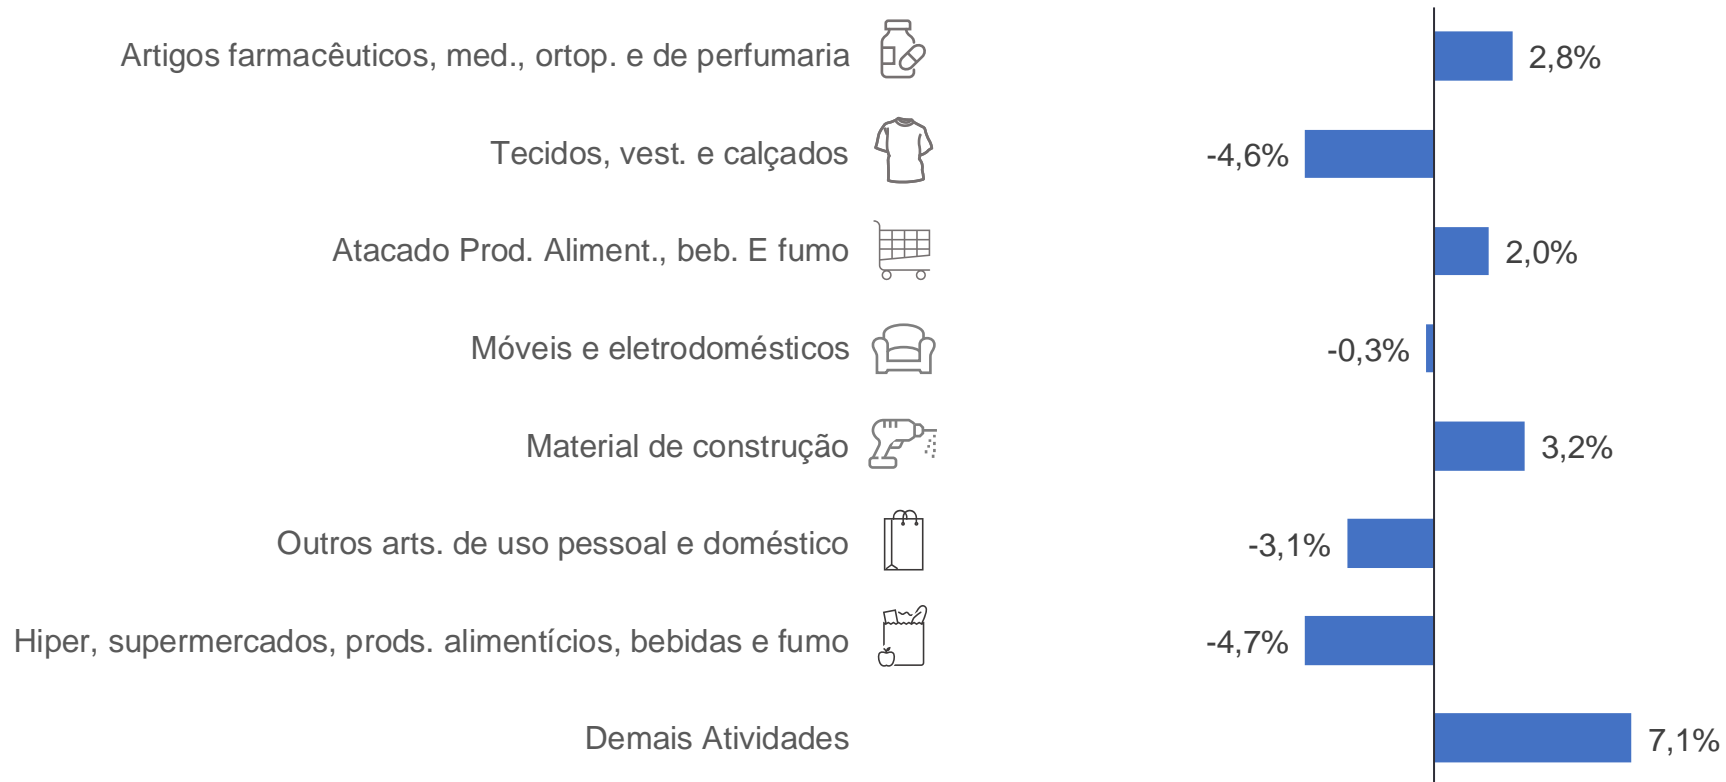 Artigos farmacêuticos, med., ortop. e de perfumaria 2,8%
Tecidos, vest. e calçados -4,6%
Atacado Prod. Aliment., beb. E fumo 2,0%
Móveis e eletrodomésticos -0,3%
Material de construção 3,2%
Outros arts. de uso pessoal e doméstico -3,1%
Hiper, supermercados, prods. alimentícios, bebidas e fumo -4,7%
Demais Atividades 7,1%